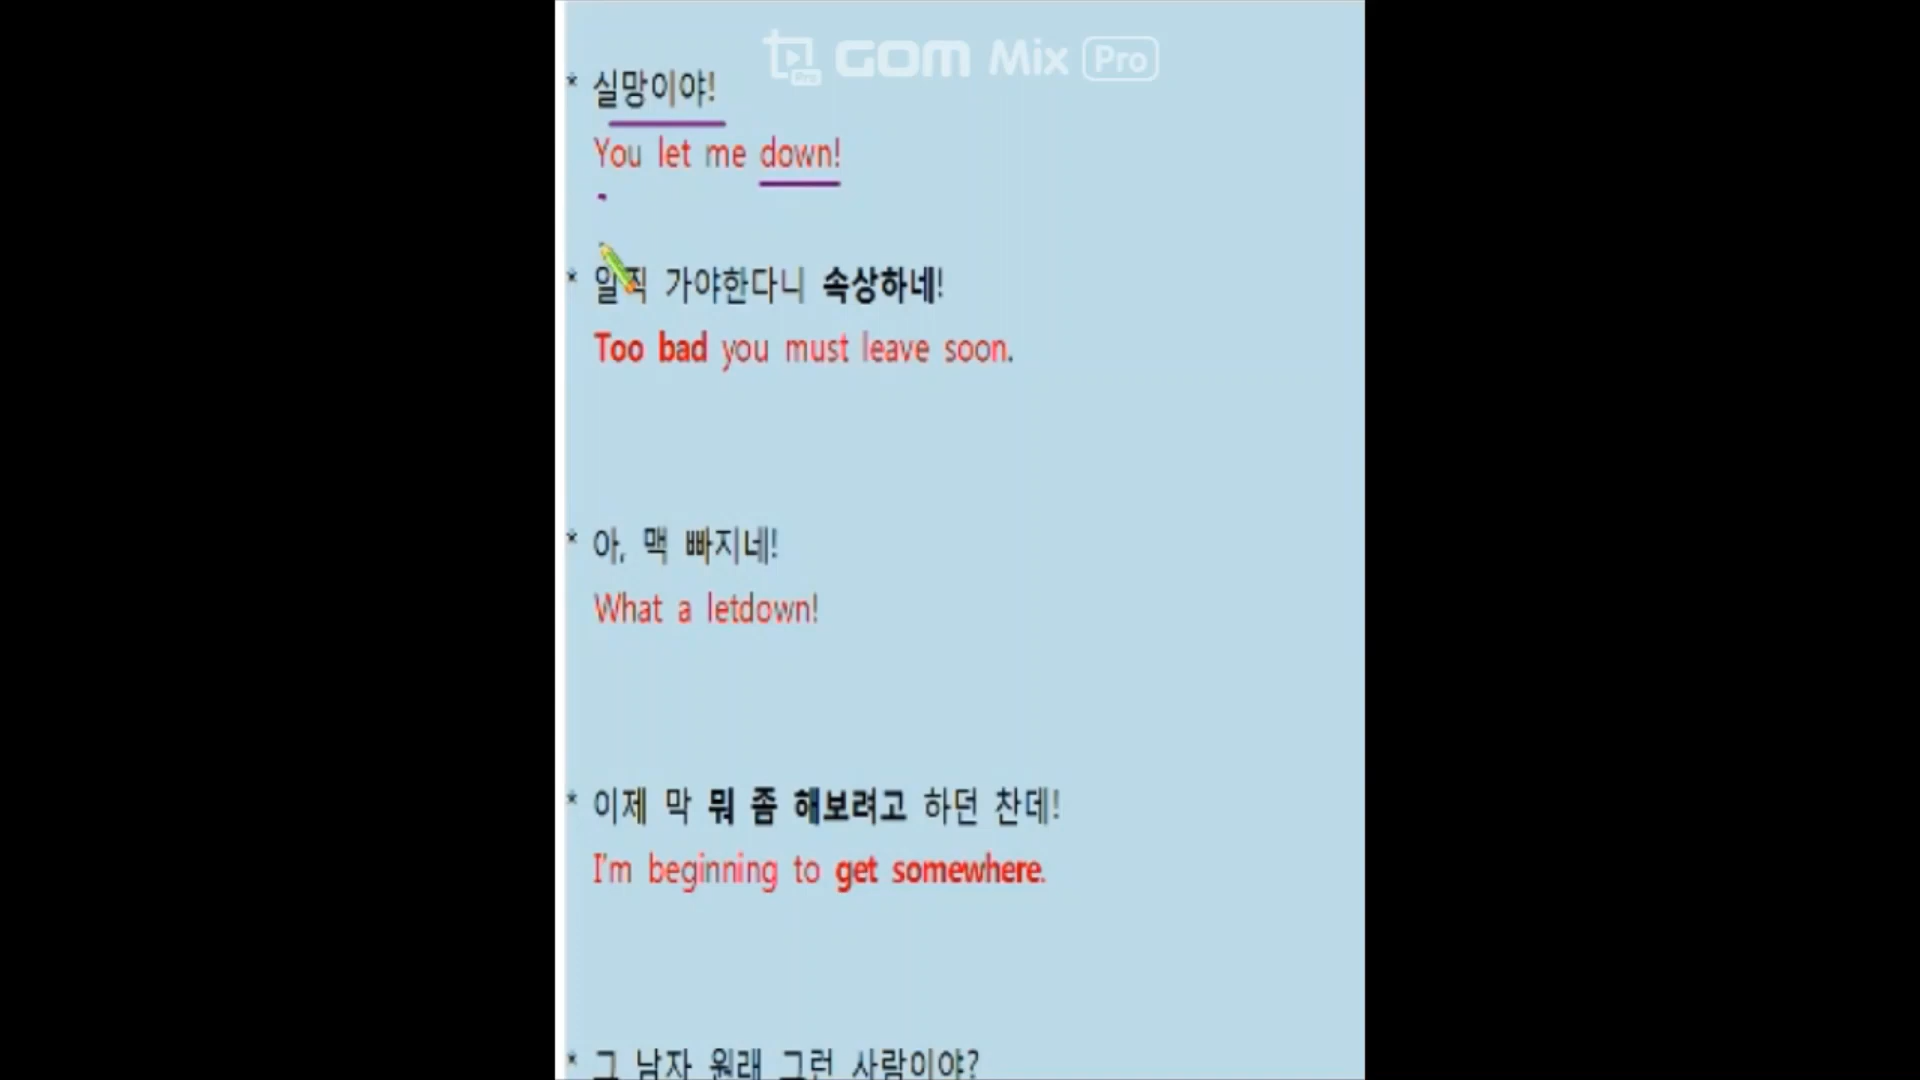 GOM Mix Pro
* 실망이야!
You let me down!
* 일찍 가야한다니 속상하네!
Too bad you must leave soon.
* 아, 맥 빠지네!
What a letdown!
* 이제 막 뭐 좀 해보려고 하던 찬데!
I'm beginning to get somewhere.
* 그 남자 원래 그런 사람이야?